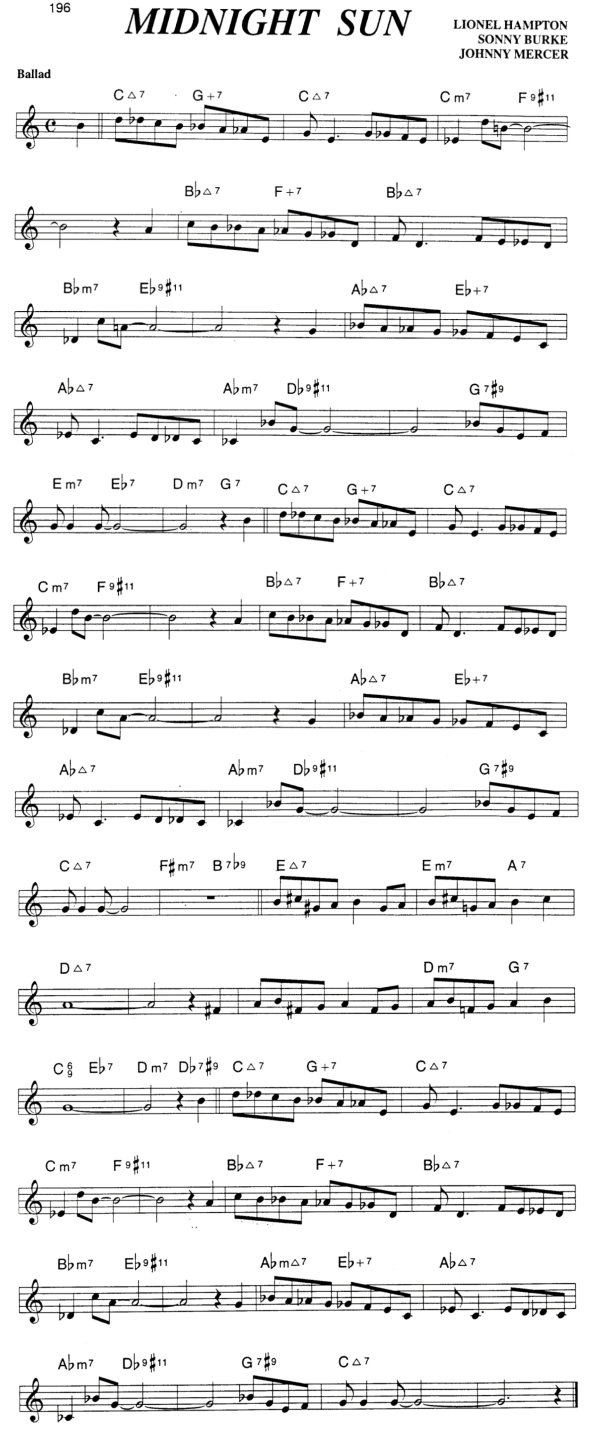 196
MIDNIGHT SUN
LIONEL HAMPTON
SONNY BURKE
JOHNNY MERCER
Ballad
C△7 G+7 C△7 Cm7 F9♯11
B♭△7 F+7 B♭△7
B♭m7 E♭9♯11 A♭△7 E♭+7
A♭△7 A♭m7 D♭9♯11 G7♯9
Em7 E♭7 Dm7 G7 C△7 G+7 C△7
Cm7 F9♯11 B♭△7 F+7 B♭△7
B♭m7 E♭9♯11 A♭△7 E♭+7
A♭△7 A♭m7 D♭9♯11 G7♯9
C△7 F♯m7 B7♭9 E△7 Em7 A7
D△7 Dm7 G7
C6/9 E♭7 Dm7 D♭7♯9 C△7 G+7 C△7
Cm7 F9♯11 B♭△7 F+7 B♭△7
B♭m7 E♭9♯11 A♭m△7 E♭+7 A♭△7
A♭m7 D♭9♯11 G7♯9 C△7